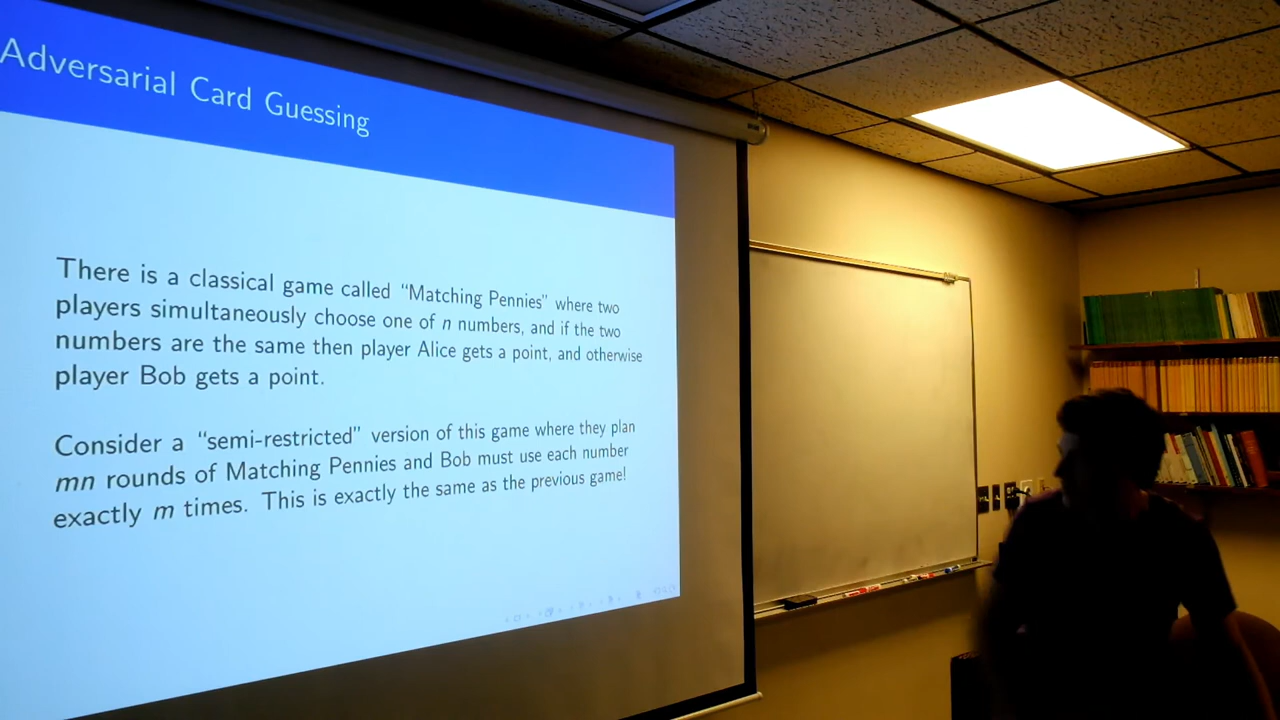 Adversarial Card Guessing
There is a classical game called “Matching Pennies” where two
players simultaneously choose one of n numbers, and if the two
numbers are the same then player Alice gets a point, and otherwise
player Bob gets a point.
Consider a “semi-restricted” version of this game where they plan
mn rounds of Matching Pennies and Bob must use each number
exactly m times. This is exactly the same as the previous game!